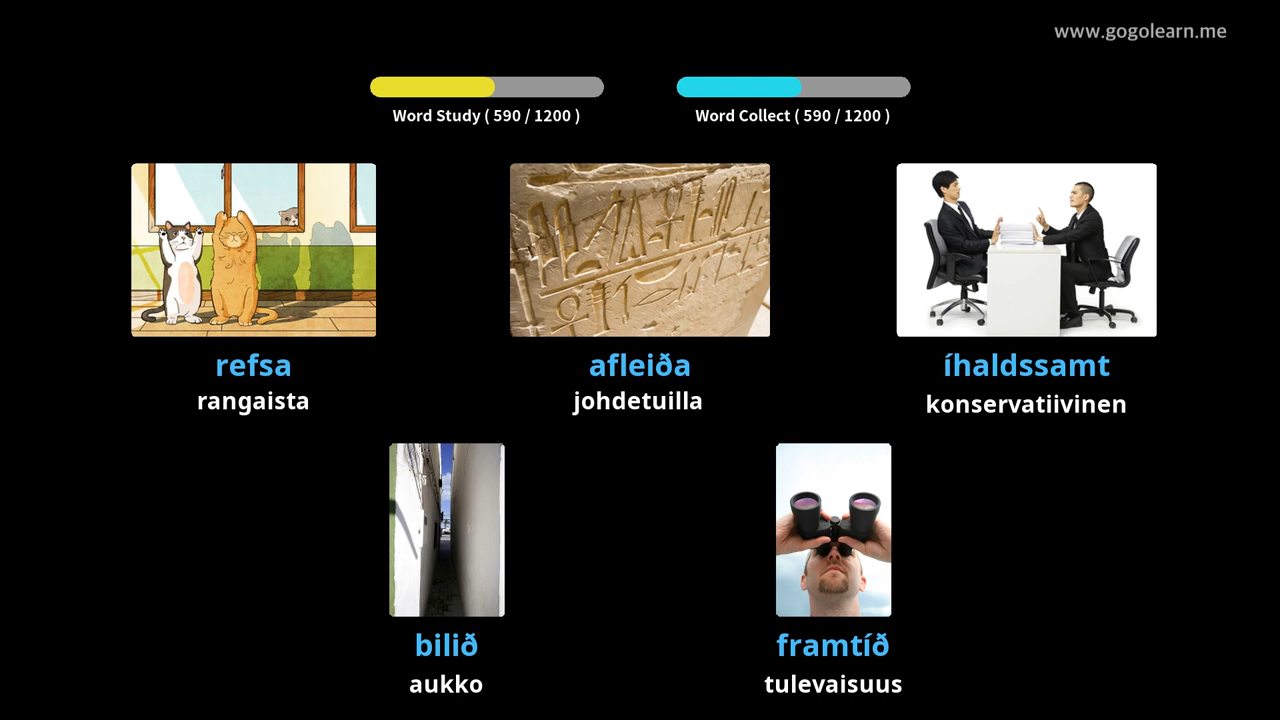 www.gogolearn.me
Word Study ( 590 / 1200 )
Word Collect ( 590 / 1200 )
refsa
rangaista
afleiða
johdetuilla
íhaldssamt
konservatiivinen
bilið
aukko
framtíð
tulevaisuus